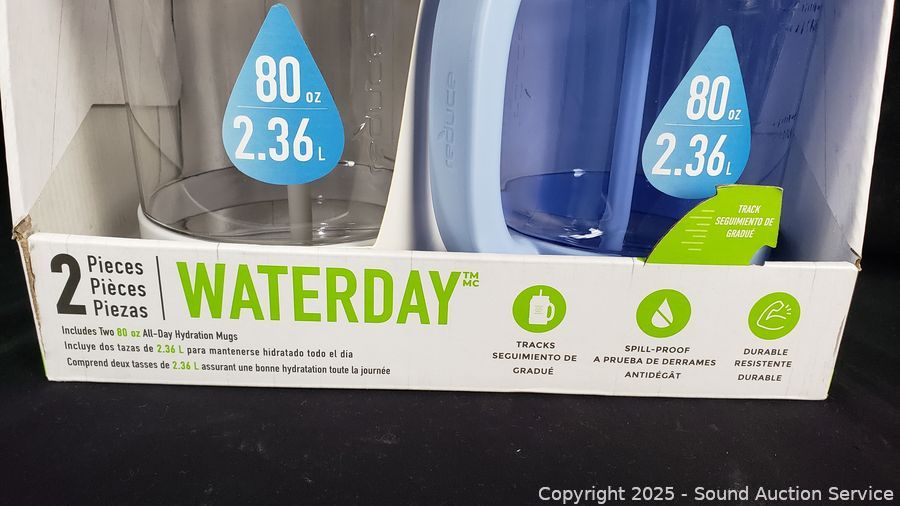 80 oz
2.36 L
reduce
80 oz
2.36 L
TRACK
SEGUIMIENTO DE
GRADUÉ
2 Pieces
Pièces
Piezas
WATERDAY™ MC
Includes Two 80 oz All-Day Hydration Mugs
Incluye dos tazas de 2.36 L para mantenerse hidratado todo el día
Comprend deux tasses de 2.36 L assurant une bonne hydratation toute la journée
TRACKS
SEGUIMIENTO DE
GRADUÉ
SPILL-PROOF
A PRUEBA DE DERRAMES
ANTIDÉGÂT
DURABLE
RESISTENTE
DURABLE
Copyright 2025 - Sound Auction Service